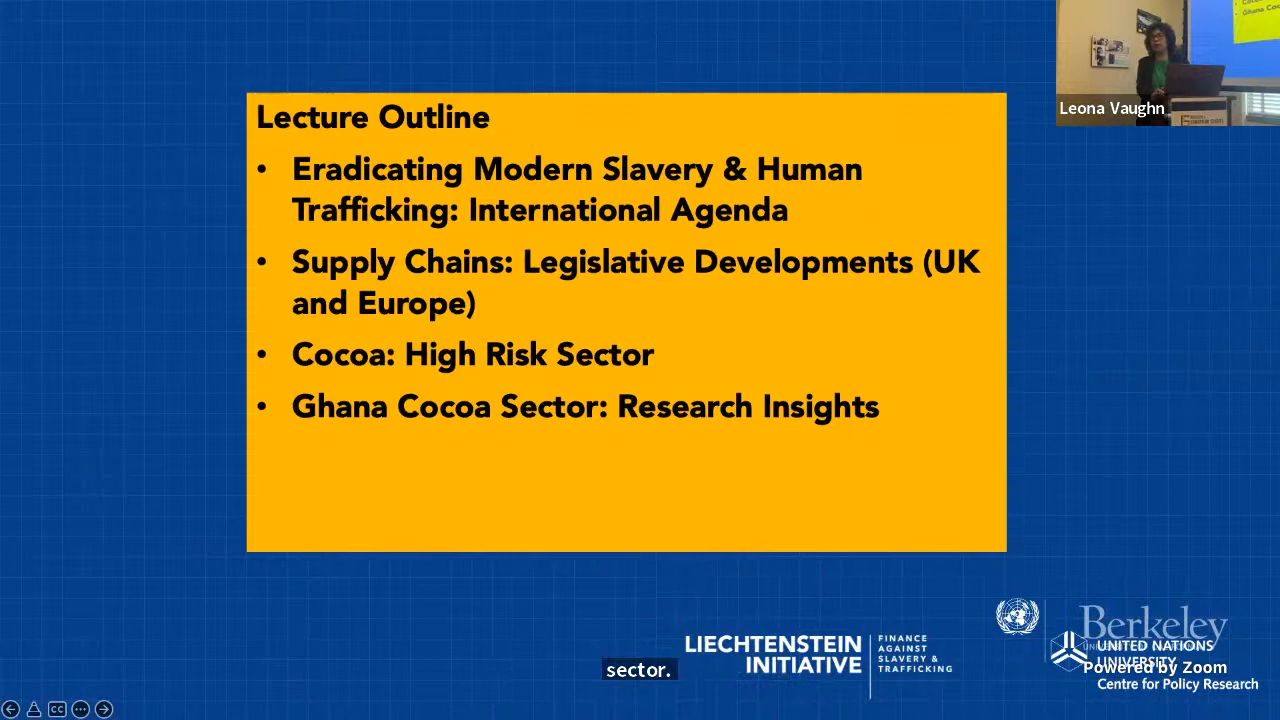 Lecture Outline
• Eradicating Modern Slavery & Human
Trafficking: International Agenda
• Supply Chains: Legislative Developments (UK
and Europe)
• Cocoa: High Risk Sector
• Ghana Cocoa Sector: Research Insights
Leona Vaughn
sector.
LIECHTENSTEIN
INITIATIVE
FINANCE
AGAINST
SLAVERY &
TRAFFICKING
Berkeley
UNITED NATIONS
UNIVERSITY
Powered by Zoom
Centre for Policy Research
CC